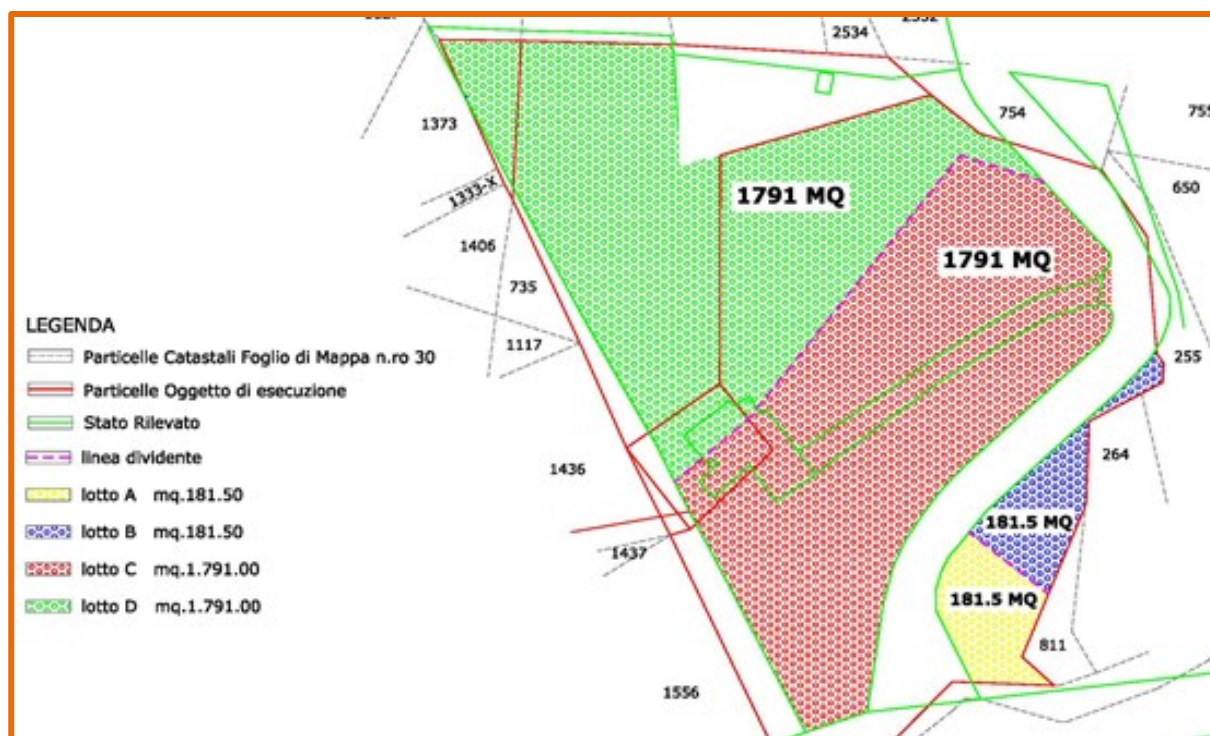 2534
754
755
1373
650
1333-X
1791 MQ
1406
1791 MQ
735
LEGENDA
1117
255
Particelle Catastali Foglio di Mappa n.ro 30
Particelle Oggetto di esecuzione
Stato Rilevato
linea dividente
264
1436
lotto A mq.181.50
lotto B mq.181.50
181.5 MQ
1437
lotto C mq.1.791.00
lotto D mq.1.791.00
181.5 MQ
811
1556